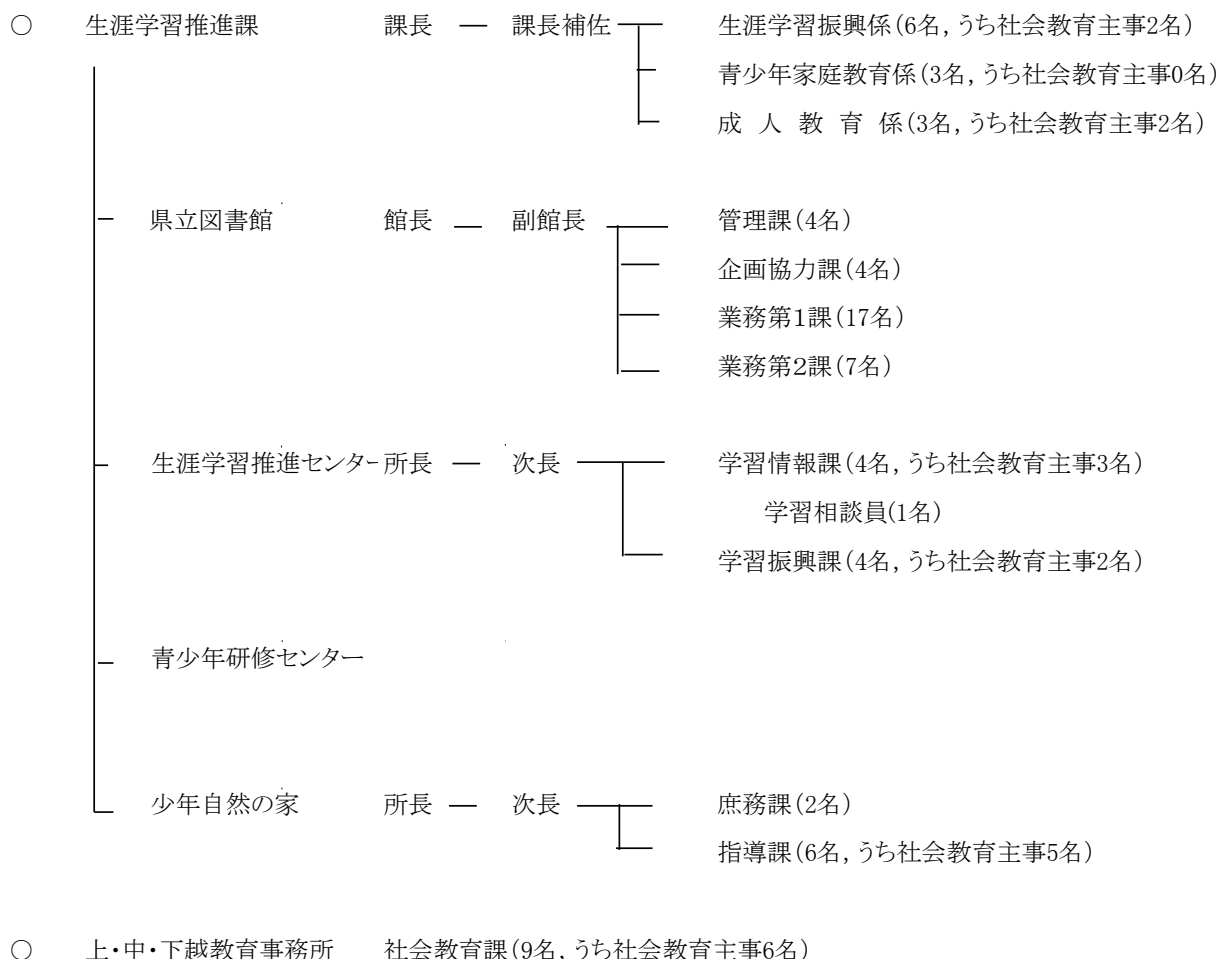 ○ 生涯学習推進課 課長 ― 課長補佐 生涯学習振興係(6名,うち社会教育主事2名)
青少年家庭教育係(3名,うち社会教育主事0名)
成 人 教 育 係(3名,うち社会教育主事2名)
県立図書館 館長 ― 副館長 管理課(4名)
企画協力課(4名)
業務第1課(17名)
業務第2課(7名)
生涯学習推進センター 所長 ― 次長 学習情報課(4名,うち社会教育主事3名)
学習相談員(1名)
学習振興課(4名,うち社会教育主事2名)
青少年研修センター
少年自然の家 所長 ― 次長 庶務課(2名)
指導課(6名,うち社会教育主事5名)
○ 上・中・下越教育事務所 社会教育課(9名,うち社会教育主事6名)